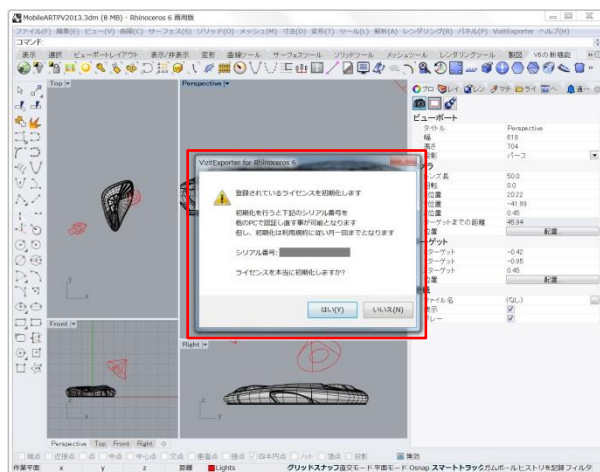 MobileARTPV2013.3dm (8 MB) - Rhinoceros 6 商用版
ファイル(F) 編集(E) ビュー(V) 曲線(C) サーフェス(S) ソリッド(O) メッシュ(M) 寸法(D) 変形(T) ツール(L) 解析(A) レンダリング(R) パネル(P) VizitExporter ヘルプ(H)
コマンド:
表示 選択 ビューポートレイアウト 表示/非表示 変形 曲線ツール サーフェスツール ソリッドツール メッシュツール レンダリングツール 製図 V6の新機能
Top
Perspective
ビューポート
タイトル Perspective
幅 618
高さ 704
投影 パース
レンズ長 50.0
0.0
20.22
-41.99
0.45
ターゲットまでの距離 45.94
配置
-0.42
-0.95
0.45
配置
(なし)
VizitExporter for Rhinoceros 6
登録されているライセンスを初期化します
初期化を行うと下記のシリアル番号を
他のPCで認証し直す事が可能となります
但し、初期化は利用規約に従い月一回までとなります
シリアル番号:
ライセンスを本当に初期化しますか?
はい(Y) いいえ(N)
Front
Right
Perspective Top Front Right
端点 近接点 点 中点 中心点 交点 垂直点 接点 四半円点 ノット 頂点 投影 無効
作業平面 x y z 距離 Lights グリッドスナップ 直交モード 平面モード Osnap スマートトラック ガムボール ヒストリを記録 フィルタ